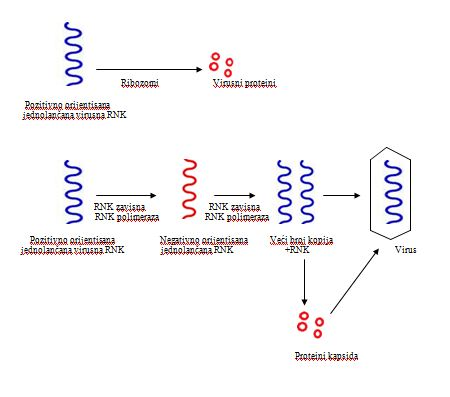 Ribozomi
Virusni proteini
Pozitivno orijentisana
jednolančana virusna RNK
RNK zavisna
RNK polimeraza
RNK zavisna
RNK polimeraza
Pozitivno orijentisana
jednolančana virusna RNK
Negativno orijentisana
jednolančana RNK
Veći broj kopija
+RNK
Virus
Proteini kapsida